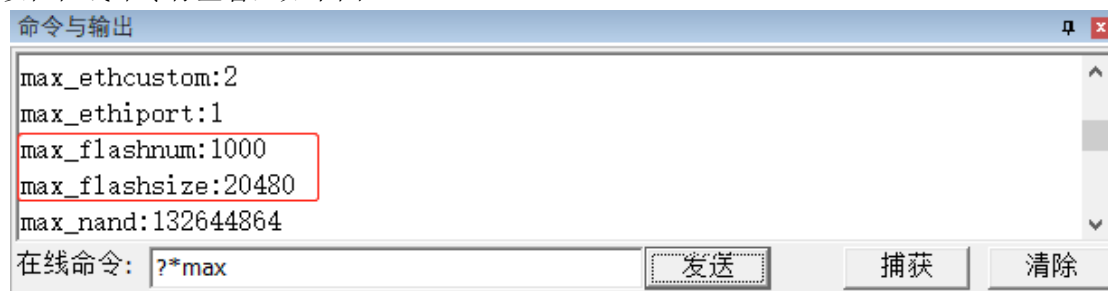 命令与输出
max_ethcustom:2
max_ethiport:1
max_flashnum:1000
max_flashsize:20480
max_nand:132644864
在线命令: ?*max 发送 捕获 清除